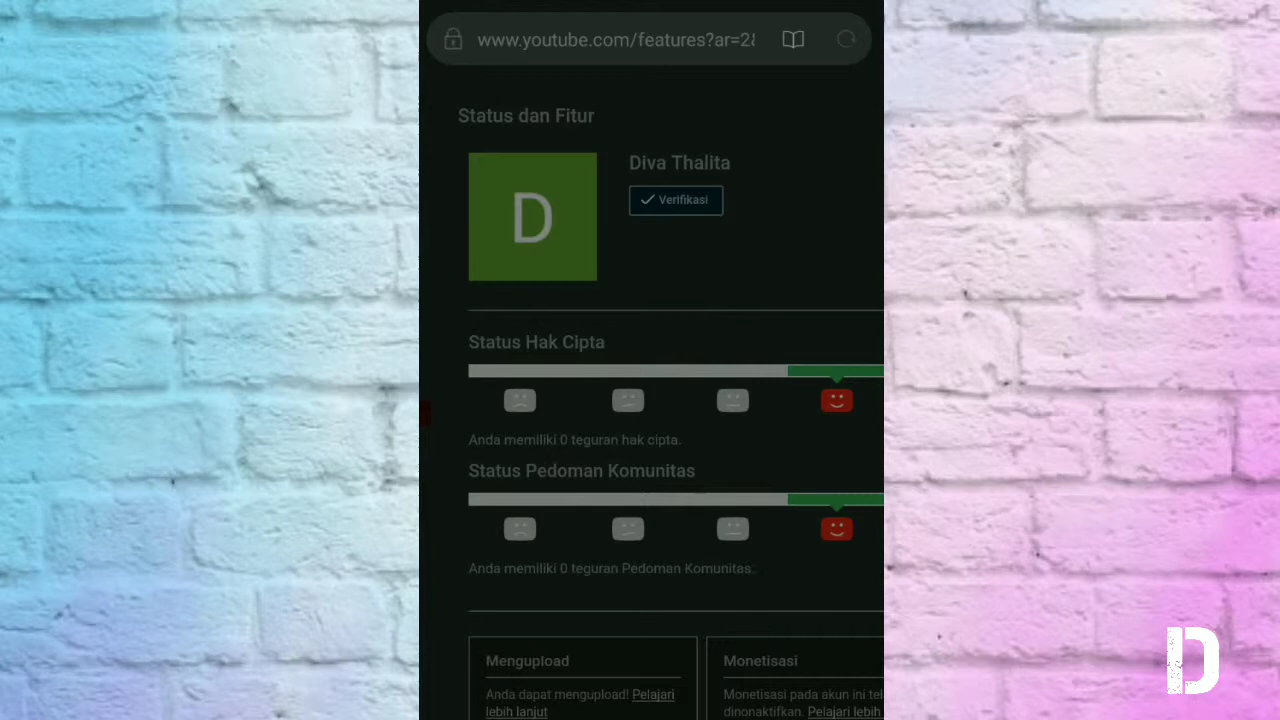 www.youtube.com/features?ar=2
Status dan Fitur
D
Diva Thalita
Verifikasi
Status Hak Cipta
Anda memiliki 0 teguran hak cipta.
Status Pedoman Komunitas
Anda memiliki 0 teguran Pedoman Komunitas.
Mengupload
Anda dapat mengupload! Pelajari
lebih lanjut
Monetisasi
Monetisasi pada akun ini tel
dinonaktifkan. Pelajari lebih
D